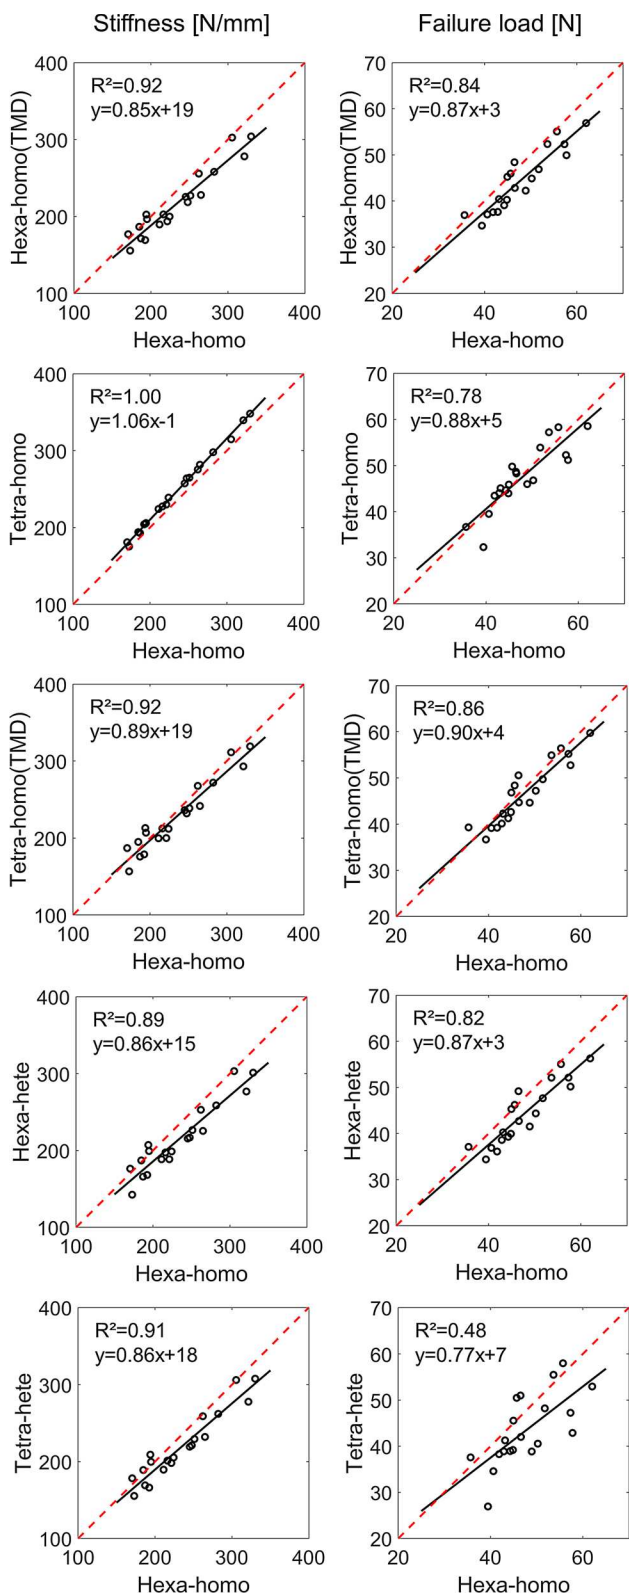 Stiffness [N/mm] Failure load [N]
400 70
R²=0.92 R²=0.84
y=0.85x+19 y=0.87x+3
60
300
50
Hexa-homo(TMD) Hexa-homo(TMD)
40
200
30
100 20
100 200 300 400 20 40 60
Hexa-homo Hexa-homo
400 70
R²=1.00 R²=0.78
y=1.06x-1 y=0.88x+5
60
300
50
Tetra-homo Tetra-homo
40
200
30
100 20
100 200 300 400 20 40 60
Hexa-homo Hexa-homo
400 70
R²=0.92 R²=0.86
y=0.89x+19 y=0.90x+4
60
300
50
Tetra-homo(TMD) Tetra-homo(TMD)
40
200
30
100 20
100 200 300 400 20 40 60
Hexa-homo Hexa-homo
400 70
R²=0.89 R²=0.82
y=0.86x+15 y=0.87x+3
60
300
50
Hexa-hete Hexa-hete
40
200
30
100 20
100 200 300 400 20 40 60
Hexa-homo Hexa-homo
400 70
R²=0.91 R²=0.48
y=0.86x+18 y=0.77x+7
60
300
50
Tetra-hete Tetra-hete
40
200
30
100 20
100 200 300 400 20 40 60
Hexa-homo Hexa-homo